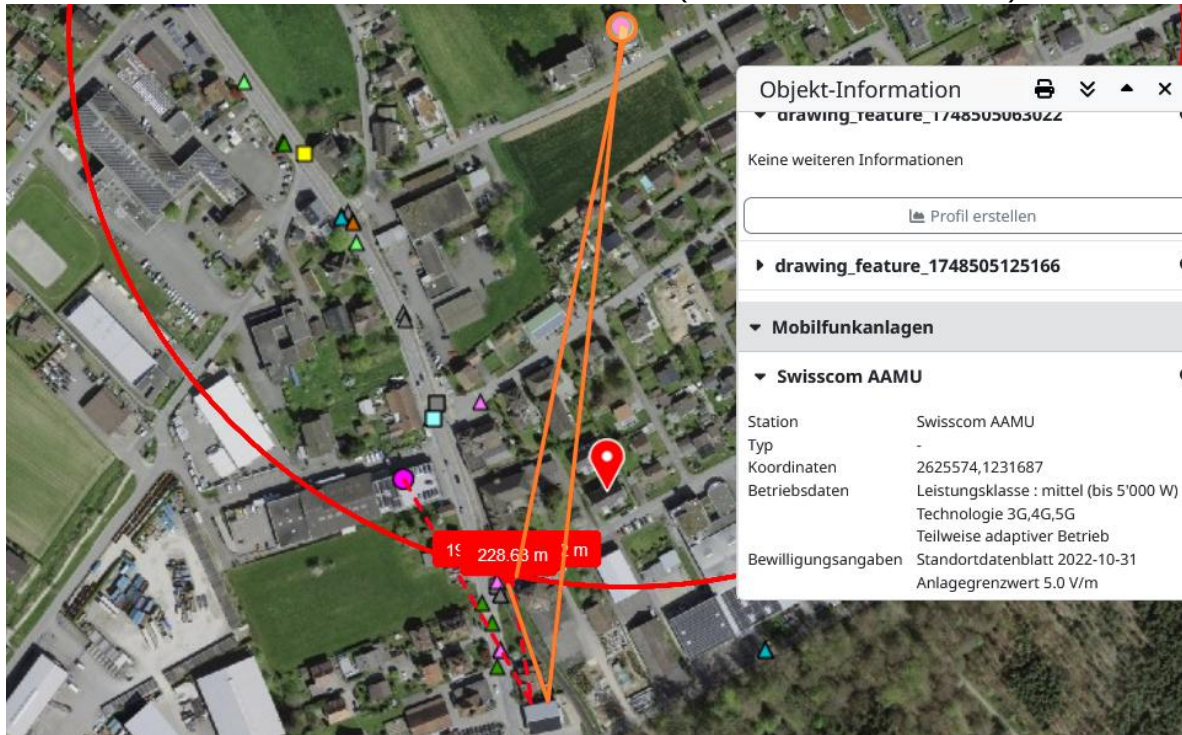 Objekt-Information
drawing_feature_1748505063022
Keine weiteren Informationen
Profil erstellen
drawing_feature_1748505125166
Mobilfunkanlagen
Swisscom AAMU
Station Swisscom AAMU
Typ -
Koordinaten 2625574,1231687
Betriebsdaten Leistungsklasse : mittel (bis 5'000 W)
Technologie 3G,4G,5G
Teilweise adaptiver Betrieb
Bewilligungsangaben Standortdatenblatt 2022-10-31
Anlagegrenzwert 5.0 V/m
228.63 m